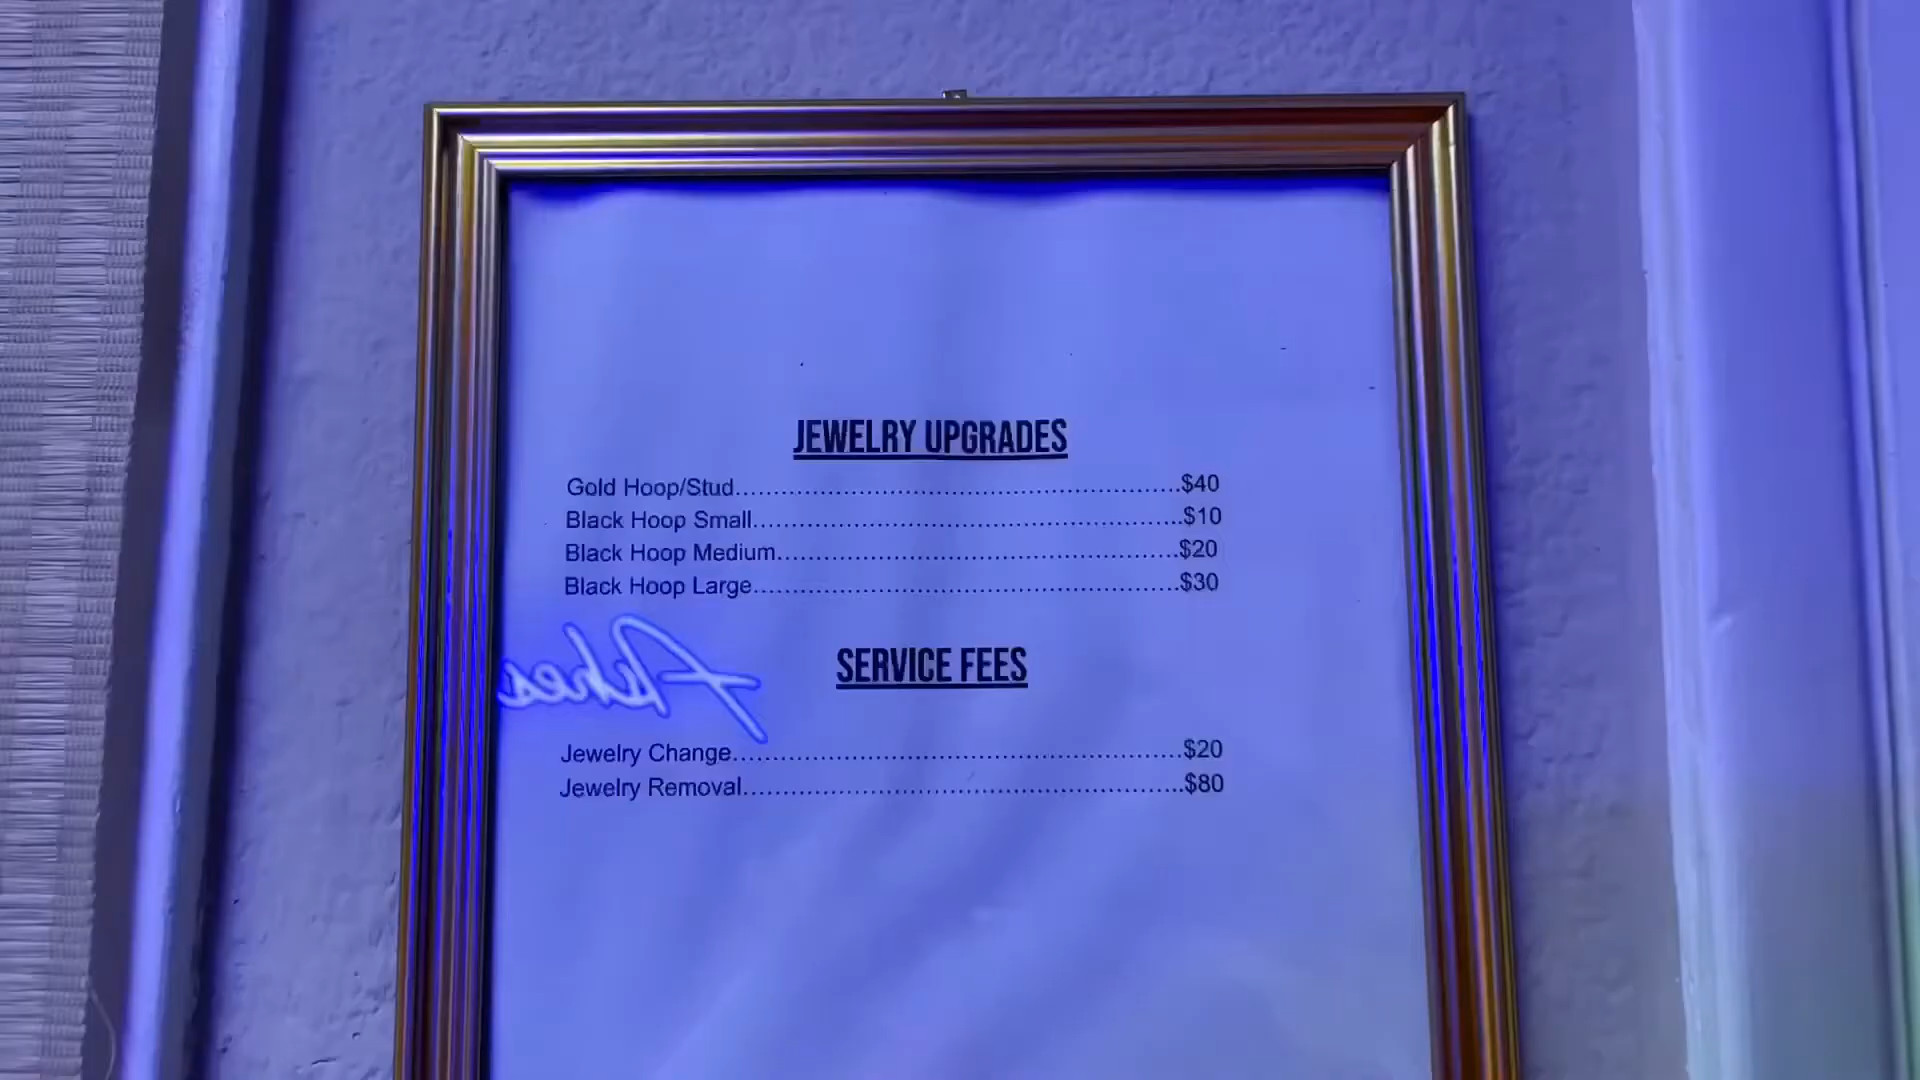 JEWELRY UPGRADES
Gold Hoop/Stud........................................................$40
Black Hoop Small.....................................................$10
Black Hoop Medium.................................................$20
Black Hoop Large.....................................................$30
Ashes
SERVICE FEES
Jewelry Change........................................................$20
Jewelry Removal......................................................$80